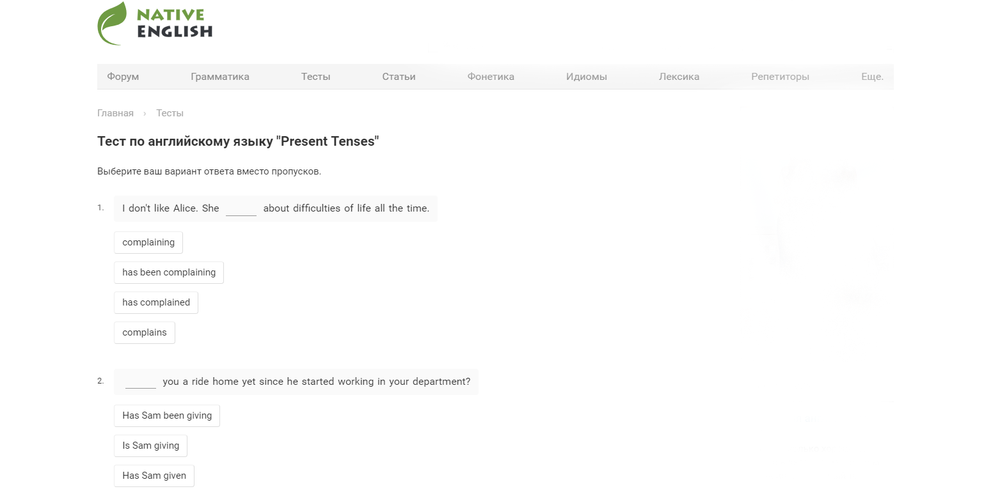 NATIVE
ENGLISH
Форум Грамматика Тесты Статьи Фонетика Идиомы Лексика Репетиторы Еще.
Главная › Тесты
Тест по английскому языку "Present Tenses"
Выберите ваш вариант ответа вместо пропусков.
1. I don't like Alice. She ______ about difficulties of life all the time.
complaining
has been complaining
has complained
complains
2. ______ you a ride home yet since he started working in your department?
Has Sam been giving
Is Sam giving
Has Sam given